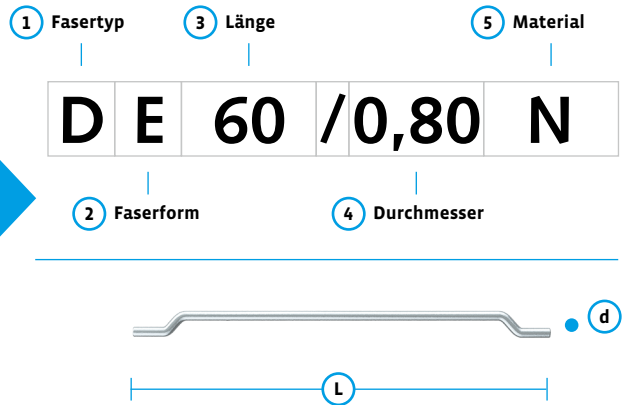 1 Fasertyp 3 Länge 5 Material
D E 60 /0,80 N
2 Faserform 4 Durchmesser
d
L